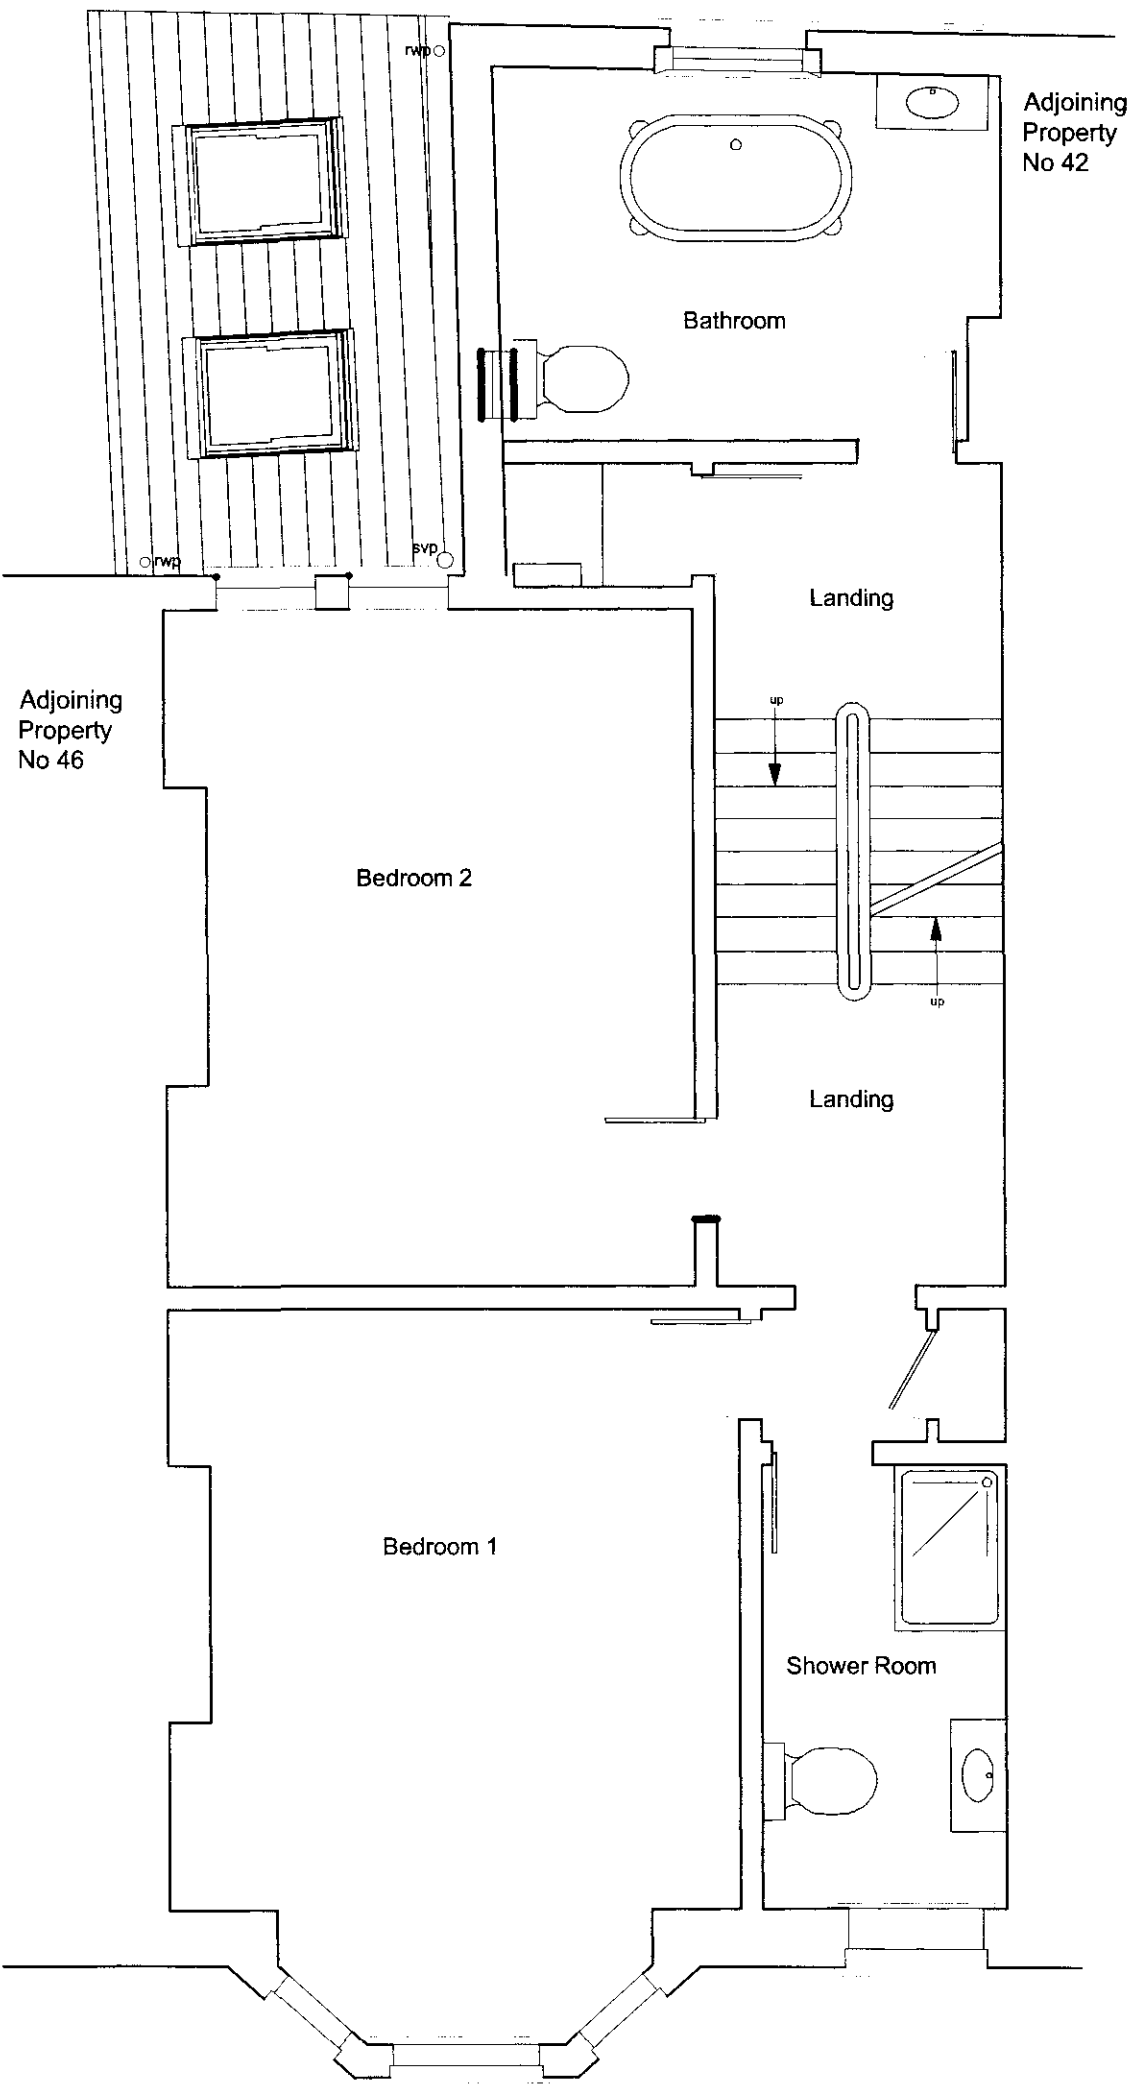 rwp
Adjoining
Property
No 42
Bathroom
svp
rwp
Landing
Adjoining
Property
No 46
up
Bedroom 2
up
Landing
Bedroom 1
Shower Room